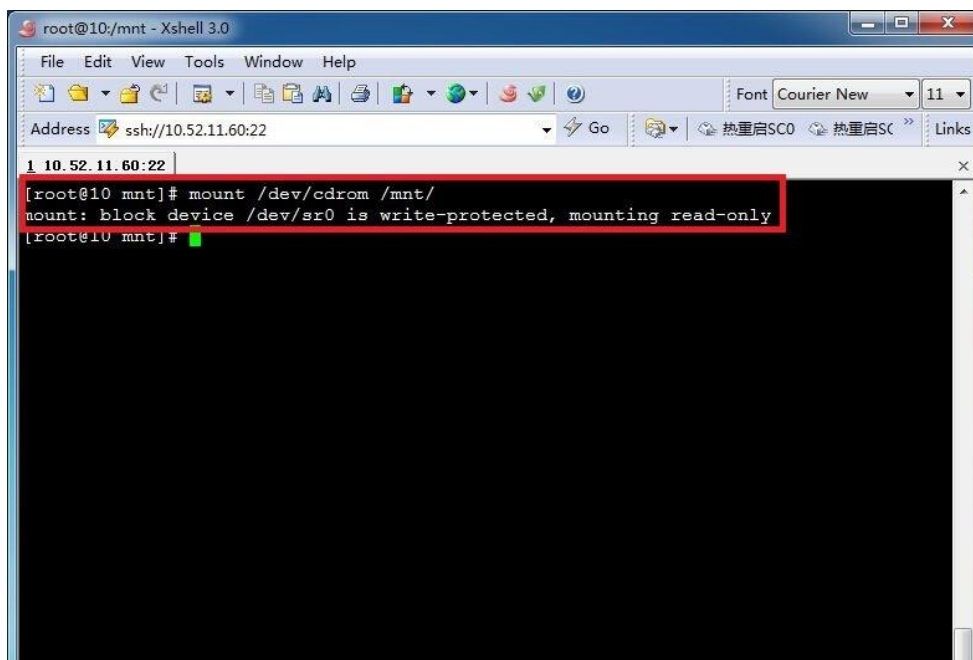 root@10:/mnt - Xshell 3.0
File Edit View Tools Window Help
Font Courier New 11
Address ssh://10.52.11.60:22 Go 热重启SC0 热重启SC » Links
1 10.52.11.60:22
[root@10 mnt]# mount /dev/cdrom /mnt/
mount: block device /dev/sr0 is write-protected, mounting read-only
[root@10 mnt]#